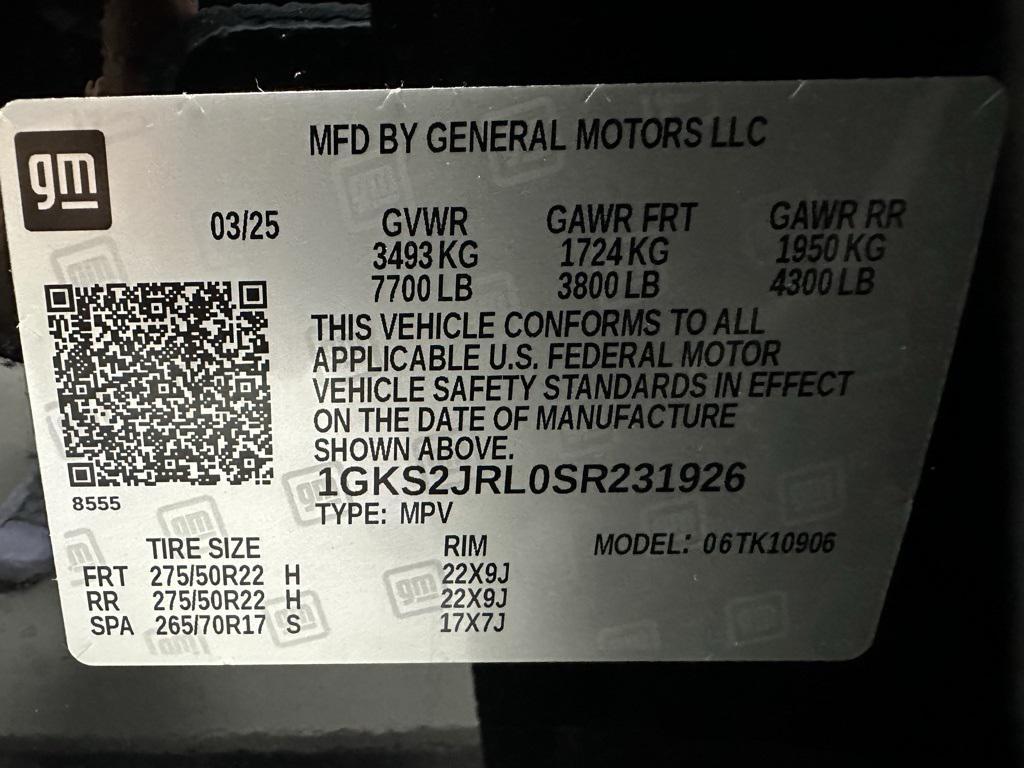 gm
MFD BY GENERAL MOTORS LLC
03/25 GVWR GAWR FRT GAWR RR
3493 KG 1724 KG 1950 KG
7700 LB 3800 LB 4300 LB
THIS VEHICLE CONFORMS TO ALL
APPLICABLE U.S. FEDERAL MOTOR
VEHICLE SAFETY STANDARDS IN EFFECT
ON THE DATE OF MANUFACTURE
SHOWN ABOVE.
1GKS2JRL0SR231926
8555
TYPE: MPV
TIRE SIZE RIM MODEL: 06TK10906
FRT 275/50R22 H 22X9J
RR 275/50R22 H 22X9J
SPA 265/70R17 S 17X7J